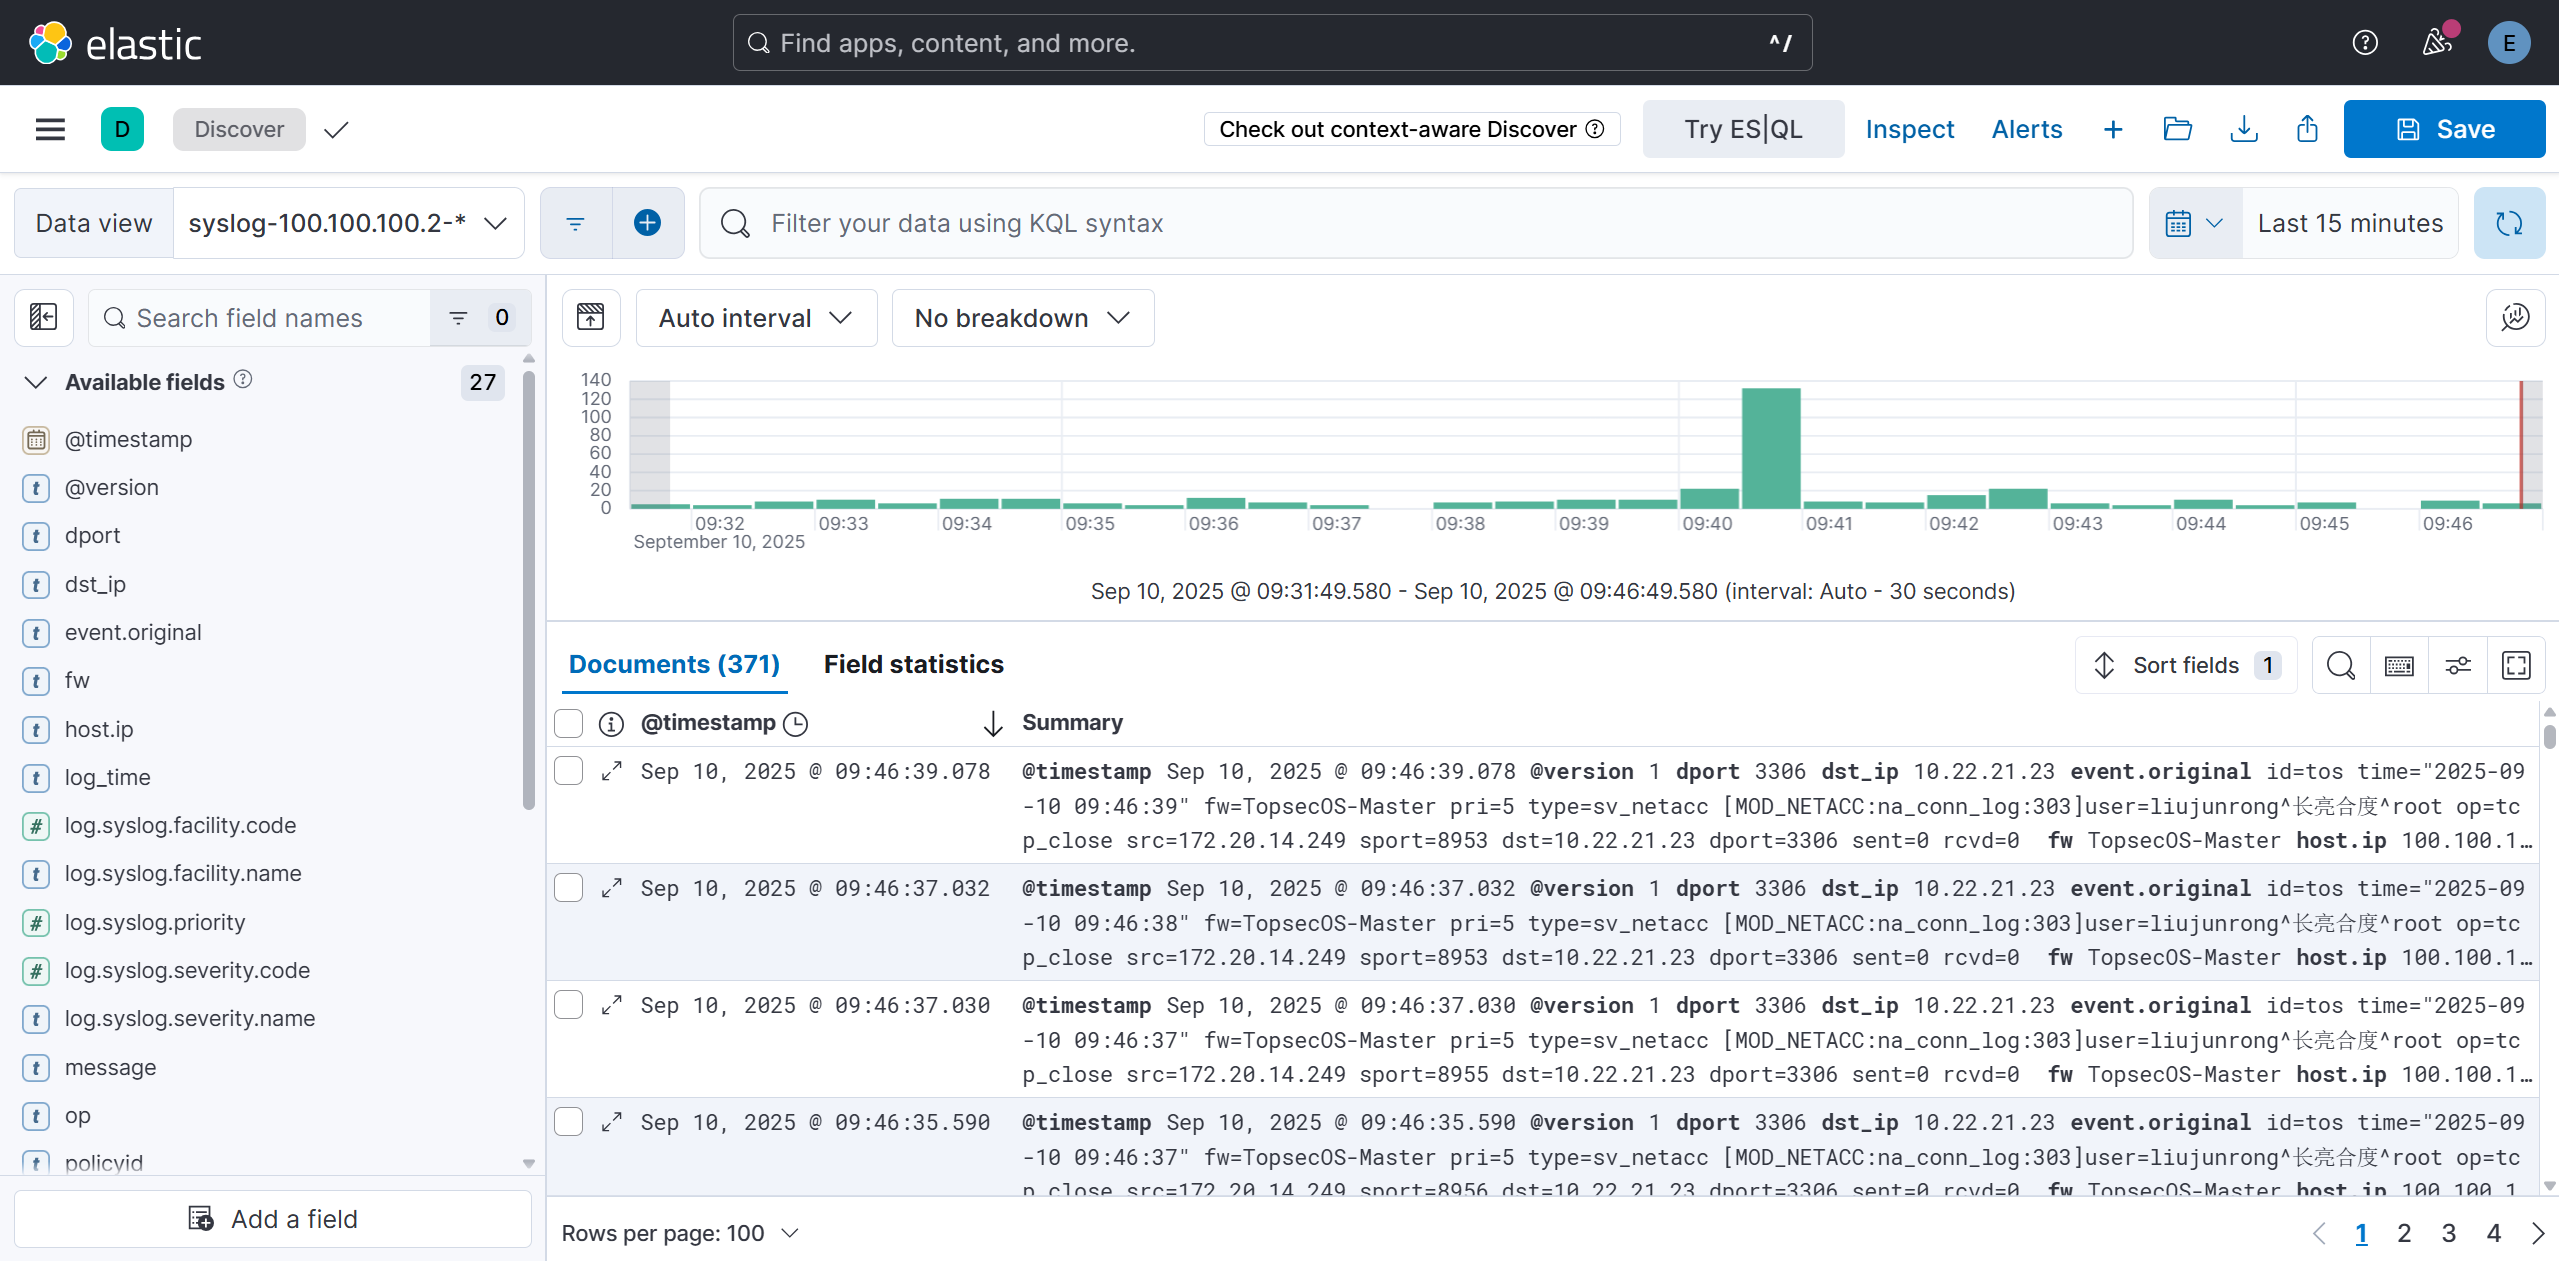 elastic
Find apps, content, and more.
^ /
E
D
Discover
Check out context-aware Discover
Try ES|QL
Inspect
Alerts
Save
Data view
syslog-100.100.100.2-*
Filter your data using KQL syntax
Last 15 minutes
Search field names
0
Auto interval
No breakdown
Available fields
27
@timestamp
@version
dport
dst_ip
event.original
fw
host.ip
log_time
log.syslog.facility.code
log.syslog.facility.name
log.syslog.priority
log.syslog.severity.code
log.syslog.severity.name
message
op
policyid
Add a field
140
120
100
80
60
40
20
0
09:32 09:33 09:34 09:35 09:36 09:37 09:38 09:39 09:40 09:41 09:42 09:43 09:44 09:45 09:46
September 10, 2025
Sep 10, 2025 @ 09:31:49.580 - Sep 10, 2025 @ 09:46:49.580 (interval: Auto - 30 seconds)
Documents (371)
Field statistics
Sort fields 1
@timestamp
Summary
Sep 10, 2025 @ 09:46:39.078 @timestamp Sep 10, 2025 @ 09:46:39.078 @version 1 dport 3306 dst_ip 10.22.21.23 event.original id=tos time="2025-09
-10 09:46:39" fw=TopsecOS-Master pri=5 type=sv_netacc [MOD_NETACC:na_conn_log:303]user=liujunrong^长亮合度^root op=tc
p_close src=172.20.14.249 sport=8953 dst=10.22.21.23 dport=3306 sent=0 rcvd=0 fw TopsecOS-Master host.ip 100.100.1…
Sep 10, 2025 @ 09:46:37.032 @timestamp Sep 10, 2025 @ 09:46:37.032 @version 1 dport 3306 dst_ip 10.22.21.23 event.original id=tos time="2025-09
-10 09:46:38" fw=TopsecOS-Master pri=5 type=sv_netacc [MOD_NETACC:na_conn_log:303]user=liujunrong^长亮合度^root op=tc
p_close src=172.20.14.249 sport=8953 dst=10.22.21.23 dport=3306 sent=0 rcvd=0 fw TopsecOS-Master host.ip 100.100.1…
Sep 10, 2025 @ 09:46:37.030 @timestamp Sep 10, 2025 @ 09:46:37.030 @version 1 dport 3306 dst_ip 10.22.21.23 event.original id=tos time="2025-09
-10 09:46:37" fw=TopsecOS-Master pri=5 type=sv_netacc [MOD_NETACC:na_conn_log:303]user=liujunrong^长亮合度^root op=tc
p_close src=172.20.14.249 sport=8955 dst=10.22.21.23 dport=3306 sent=0 rcvd=0 fw TopsecOS-Master host.ip 100.100.1…
Sep 10, 2025 @ 09:46:35.590 @timestamp Sep 10, 2025 @ 09:46:35.590 @version 1 dport 3306 dst_ip 10.22.21.23 event.original id=tos time="2025-09
-10 09:46:37" fw=TopsecOS-Master pri=5 type=sv_netacc [MOD_NETACC:na_conn_log:303]user=liujunrong^长亮合度^root op=tc
p_close src=172.20.14.249 sport=8956 dst=10.22.21.23 dport=3306 sent=0 rcvd=0 fw TopsecOS-Master host.ip 100.100.1
Rows per page: 100
1 2 3 4